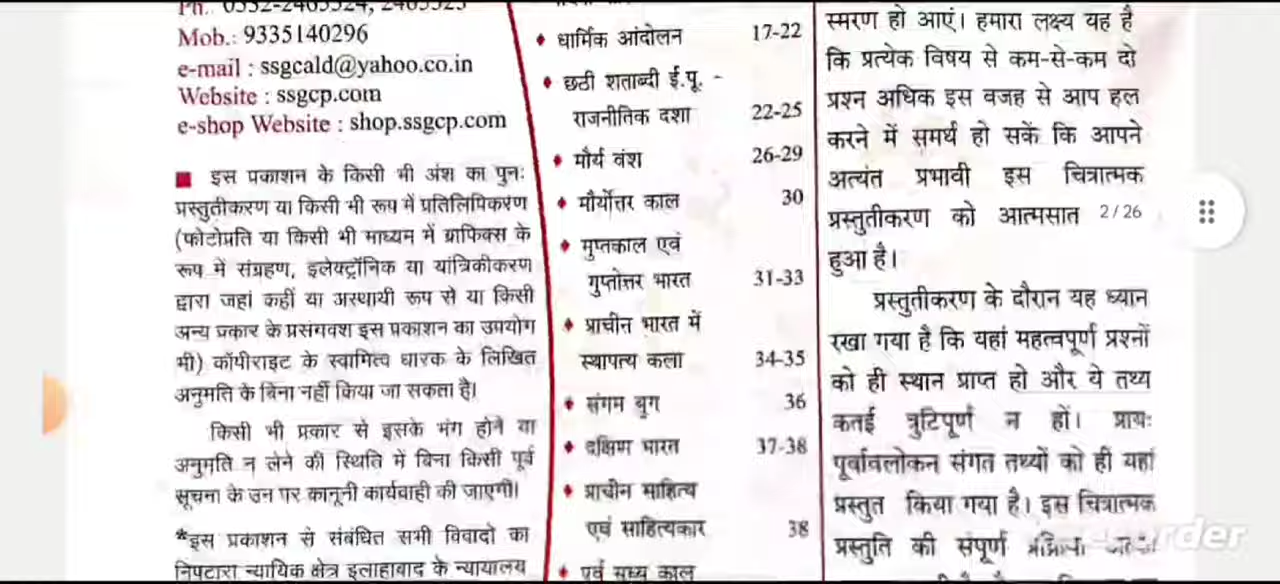 Mob.: 9335140296
e-mail : ssgcald@yahoo.co.in
Website : ssgcp.com
e-shop Website : shop.ssgcp.com
■ इस प्रकाशन के किसी भी अंश का पुनः
प्रस्तुतीकरण या किसी भी रूप में प्रतिलिपिकरण
(फोटोप्रति या किसी भी माध्यम में ग्राफिक्स के
रूप में संग्रहण, इलेक्ट्रॉनिक या यांत्रिकीकरण
द्वारा जहां कहीं या अस्थायी रूप से या किसी
अन्य प्रकार के प्रसंगवश इस प्रकाशन का उपयोग
भी) कॉपीराइट के स्वामित्व धारक के लिखित
अनुमति के बिना नहीं किया जा सकता है।
किसी भी प्रकार से इसके भंग होने या
अनुमति न लेने की स्थिति में बिना किसी पूर्व
सूचना के उन पर कानूनी कार्यवाही की जाएगी।
*इस प्रकाशन से संबंधित सभी विवादो का
निपटारा न्यायिक क्षेत्र इलाहाबाद के न्यायालय
♦ धार्मिक आंदोलन 17-22
♦ छठी शताब्दी ई.पू. -
राजनीतिक दशा 22-25
♦ मौर्य वंश 26-29
♦ मौर्योत्तर काल 30
♦ गुप्तकाल एवं
गुप्तोत्तर भारत 31-33
♦ प्राचीन भारत में
स्थापत्य कला 34-35
♦ संगम युग 36
♦ दक्षिण भारत 37-38
♦ प्राचीन साहित्य
एवं साहित्यकार 38
♦ पूर्व मध्य काल
स्मरण हो आएं। हमारा लक्ष्य यह है
कि प्रत्येक विषय से कम-से-कम दो
प्रश्न अधिक इस वजह से आप हल
करने में समर्थ हो सकें कि आपने
अत्यंत प्रभावी इस चित्रात्मक
प्रस्तुतीकरण को आत्मसात 2 / 26
हुआ है।
प्रस्तुतीकरण के दौरान यह ध्यान
रखा गया है कि यहां महत्वपूर्ण प्रश्नों
को ही स्थान प्राप्त हो और ये तथ्य
कतई त्रुटिपूर्ण न हों। प्रायः
पूर्वावलोकन संगत तथ्यों को ही यहां
प्रस्तुत किया गया है। इस चित्रात्मक
प्रस्तुति की संपूर्ण